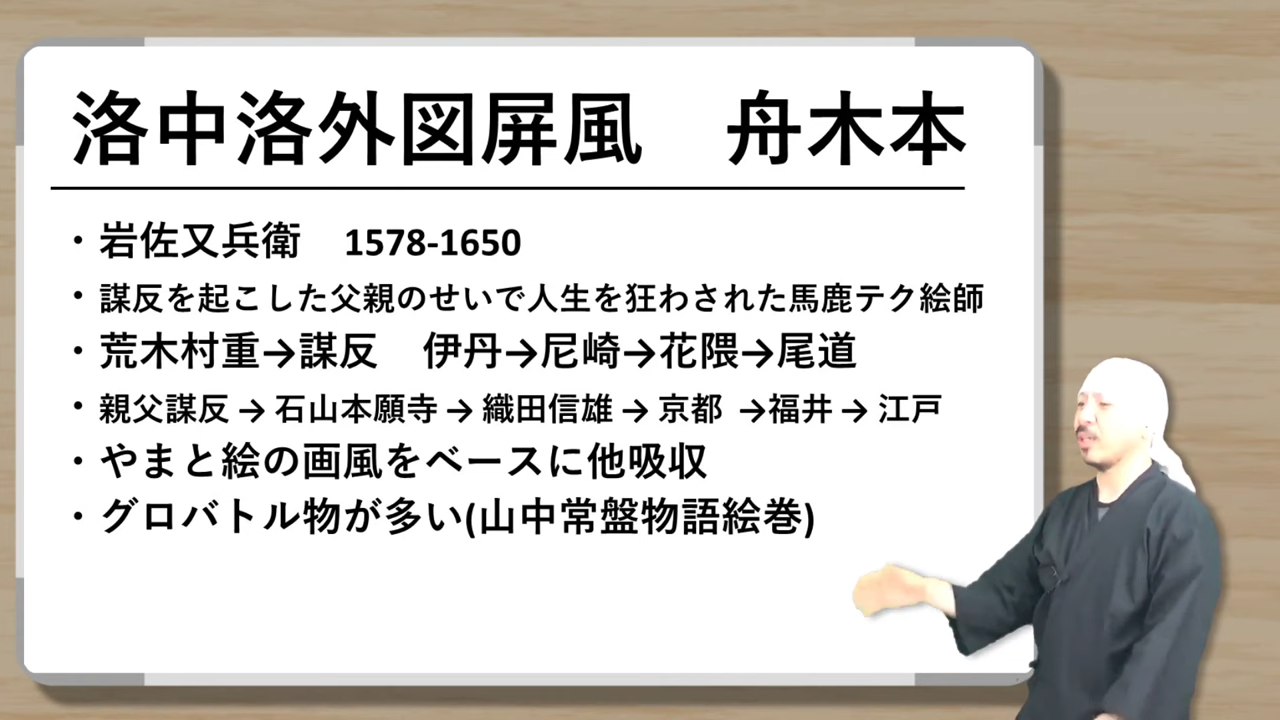 洛中洛外図屏風　舟木本
・岩佐又兵衛　1578-1650
・謀反を起こした父親のせいで人生を狂わされた馬鹿テク絵師
・荒木村重→謀反　伊丹→尼崎→花隈→尾道
・親父謀反 → 石山本願寺 → 織田信雄 → 京都 →福井 → 江戸
・やまと絵の画風をベースに他吸収
・グロバトル物が多い(山中常盤物語絵巻)